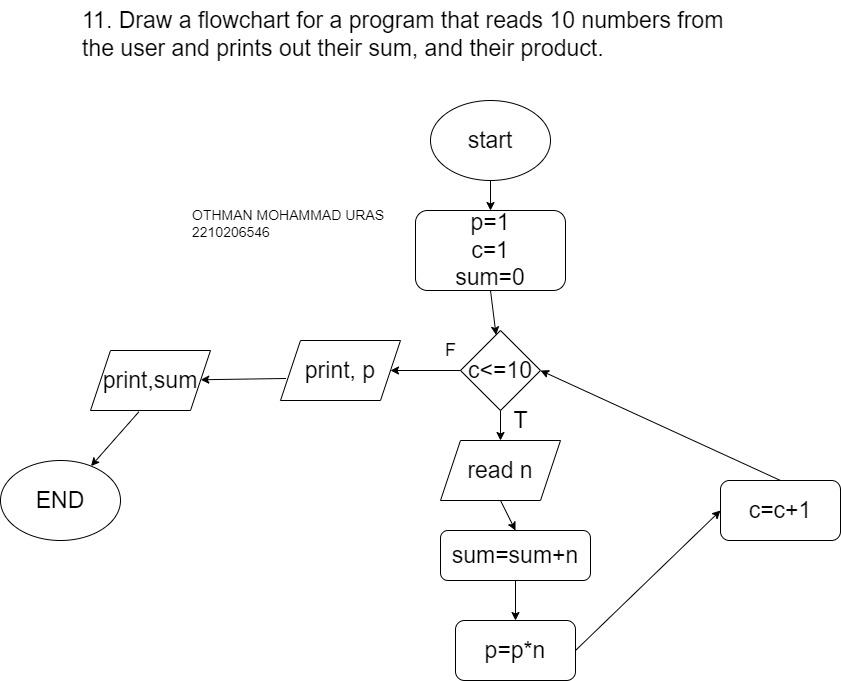 11. Draw a flowchart for a program that reads 10 numbers from
the user and prints out their sum, and their product.
start
OTHMAN MOHAMMAD URAS
2210206546
p=1
c=1
sum=0
c<=10
F
print, p
print,sum
END
T
read n
sum=sum+n
p=p*n
c=c+1